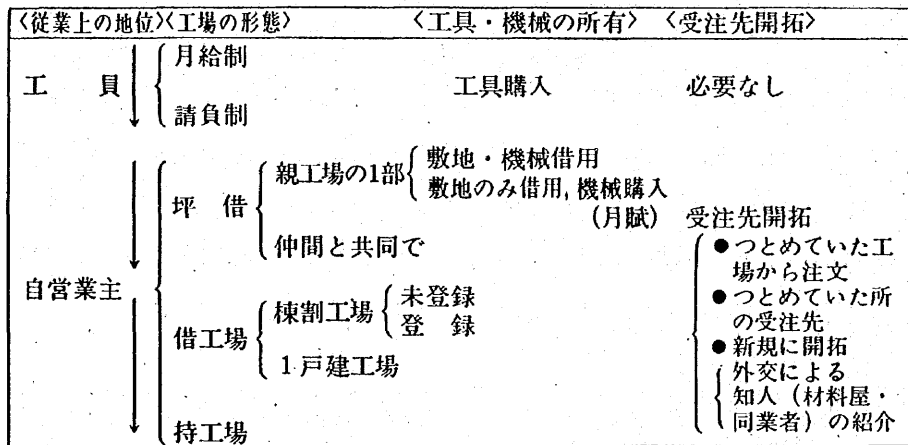 〈従業上の地位〉〈工場の形態〉 〈工具・機械の所有〉 〈受注先開拓〉
月給制
工員 工具購入 必要なし
請負制
敷地・機械借用
親工場の1部
敷地のみ借用,機械購入
坪借 (月賦) 受注先開拓
仲間と共同で ●つとめていた工
場から注文
自営業主 未登録 ●つとめていた所
棟割工場 の受注先
登録
借工場 ●新規に開拓
1戸建工場 外交による
知人(材料屋・
持工場 同業者)の紹介